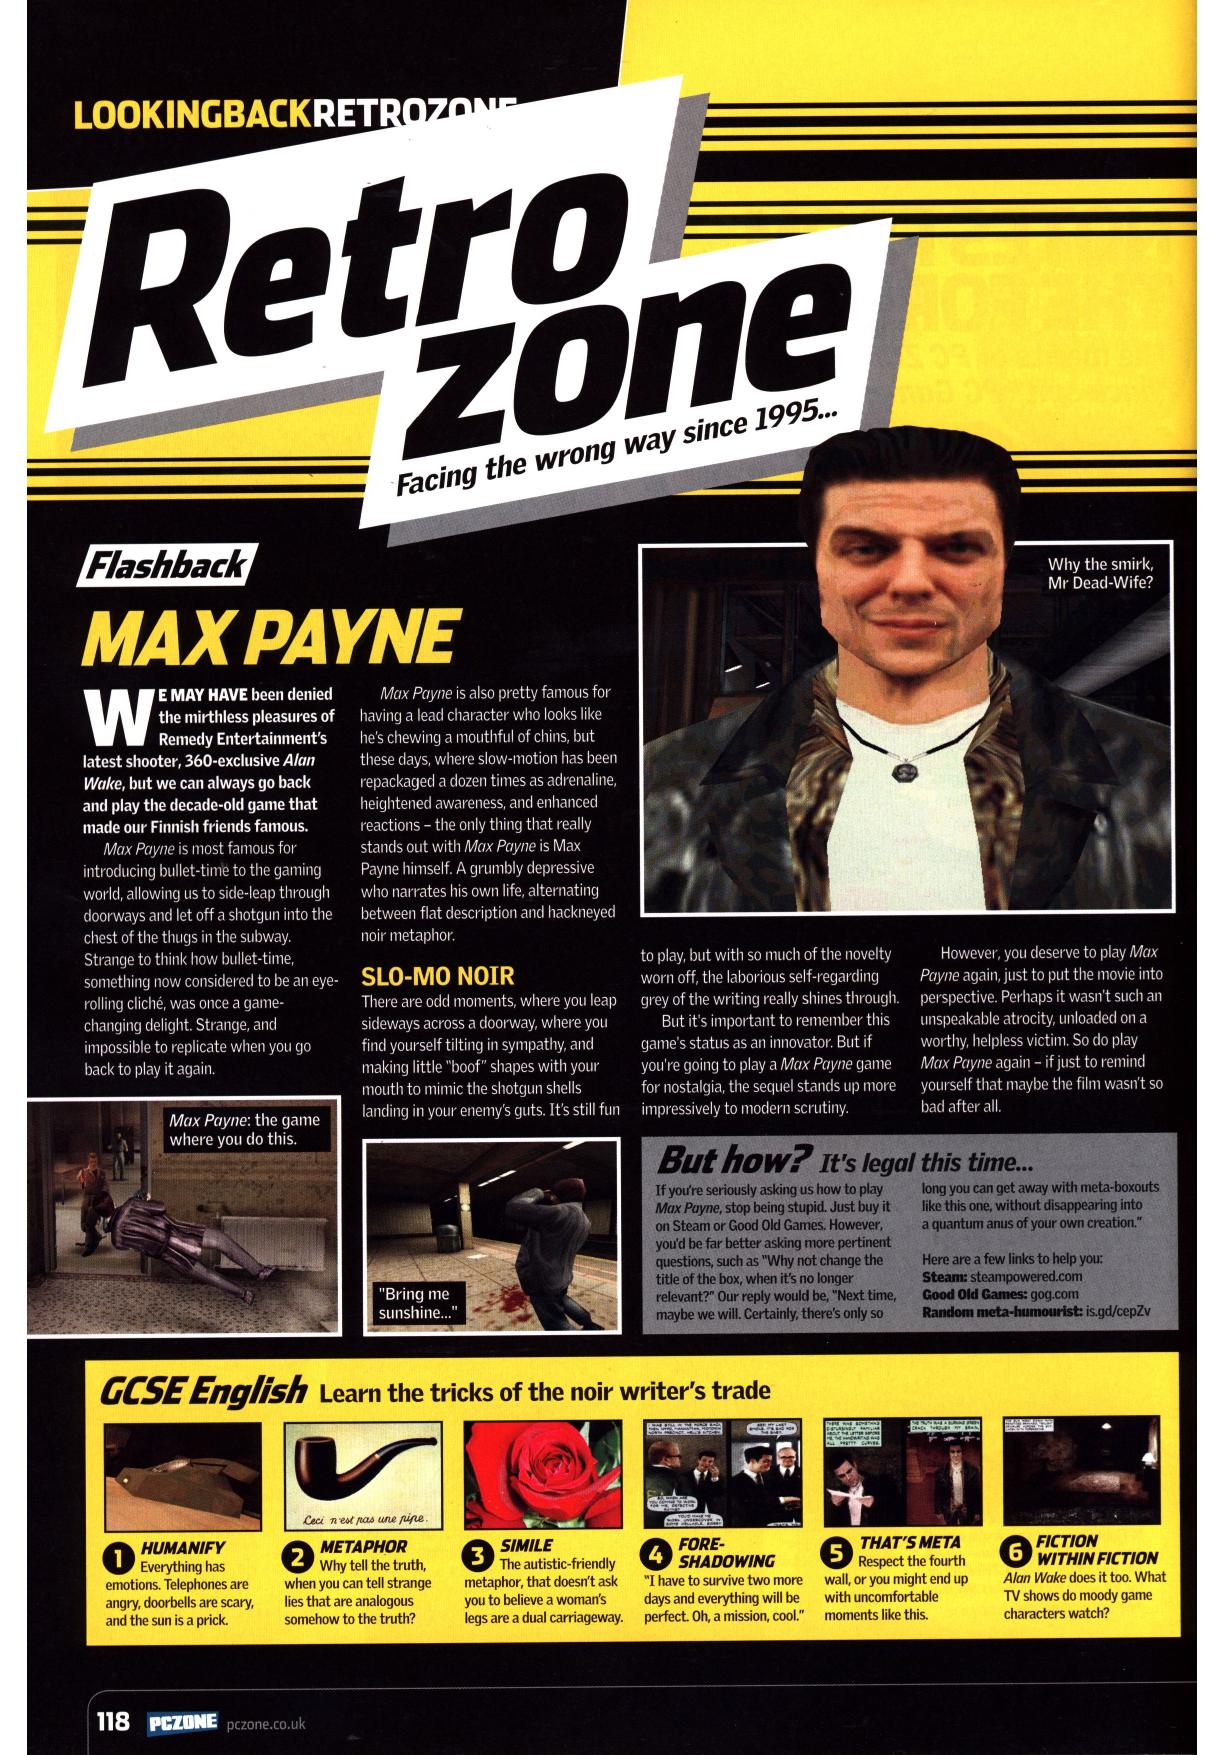 LOOKINGBACKRETROZONE
Retro
zone
Facing the wrong way since 1995...
Flashback
MAX PAYNE
WE MAY HAVE been denied
the mirthless pleasures of
Remedy Entertainment's
latest shooter, 360-exclusive Alan
Wake, but we can always go back
and play the decade-old game that
made our Finnish friends famous.
Max Payne is most famous for
introducing bullet-time to the gaming
world, allowing us to side-leap through
doorways and let off a shotgun into the
chest of the thugs in the subway.
Strange to think how bullet-time,
something now considered to be an eye-
rolling cliché, was once a game-
changing delight. Strange, and
impossible to replicate when you go
back to play it again.
Max Payne is also pretty famous for
having a lead character who looks like
he's chewing a mouthful of chins, but
these days, where slow-motion has been
repackaged a dozen times as adrenaline,
heightened awareness, and enhanced
reactions – the only thing that really
stands out with Max Payne is Max
Payne himself. A grumbly depressive
who narrates his own life, alternating
between flat description and hackneyed
noir metaphor.
SLO-MO NOIR
There are odd moments, where you leap
sideways across a doorway, where you
find yourself tilting in sympathy, and
making little "boof" shapes with your
mouth to mimic the shotgun shells
landing in your enemy's guts. It's still fun
Why the smirk,
Mr Dead-Wife?
to play, but with so much of the novelty
worn off, the laborious self-regarding
grey of the writing really shines through.
But it's important to remember this
game's status as an innovator. But if
you're going to play a Max Payne game
for nostalgia, the sequel stands up more
impressively to modern scrutiny.
However, you deserve to play Max
Payne again, just to put the movie into
perspective. Perhaps it wasn't such an
unspeakable atrocity, unloaded on a
worthy, helpless victim. So do play
Max Payne again – if just to remind
yourself that maybe the film wasn't so
bad after all.
Max Payne: the game
where you do this.
"Bring me
sunshine..."
But how? It's legal this time...
If you're seriously asking us how to play
Max Payne, stop being stupid. Just buy it
on Steam or Good Old Games. However,
you'd be far better asking more pertinent
questions, such as "Why not change the
title of the box, when it's no longer
relevant?" Our reply would be, "Next time,
maybe we will. Certainly, there's only so
long you can get away with meta-boxouts
like this one, without disappearing into
a quantum anus of your own creation."
Here are a few links to help you:
Steam: steampowered.com
Good Old Games: gog.com
Random meta-humourist: is.gd/cepZv
GCSE English Learn the tricks of the noir writer's trade
Ceci n'est pas une pipe.
1 HUMANIFY
Everything has
emotions. Telephones are
angry, doorbells are scary,
and the sun is a prick.
2 METAPHOR
Why tell the truth,
when you can tell strange
lies that are analogous
somehow to the truth?
3 SIMILE
The autistic-friendly
metaphor, that doesn't ask
you to believe a woman's
legs are a dual carriageway.
4 FORE-
SHADOWING
"I have to survive two more
days and everything will be
perfect. Oh, a mission, cool."
THERE WAS SOMETHING
DISTURBINGLY FAMILIAR
ABOUT THE LETTER BEFORE
ME, THE HANDWRITING WAS
ALL PRETTY CURVES.
THE TRUTH WAS A BURNING GREEN
CRACK THROUGH MY BRAIN.
5 THAT'S META
Respect the fourth
wall, or you might end up
with uncomfortable
moments like this.
6 FICTION
WITHIN FICTION
Alan Wake does it too. What
TV shows do moody game
characters watch?
118 PCZONE pczone.co.uk